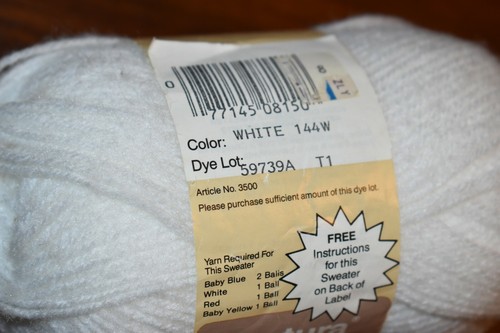 0 77145 08150 8
Color: WHITE 144W
Dye Lot: 59739A T1
Article No. 3500
Please purchase sufficient amount of this dye lot.
Yarn Required For
This Sweater
Baby Blue 2 Balls
White 1 Ball
Red 1 Ball
Baby Yellow 1 Ball
FREE
Instructions
for this
Sweater
on Back of
Label